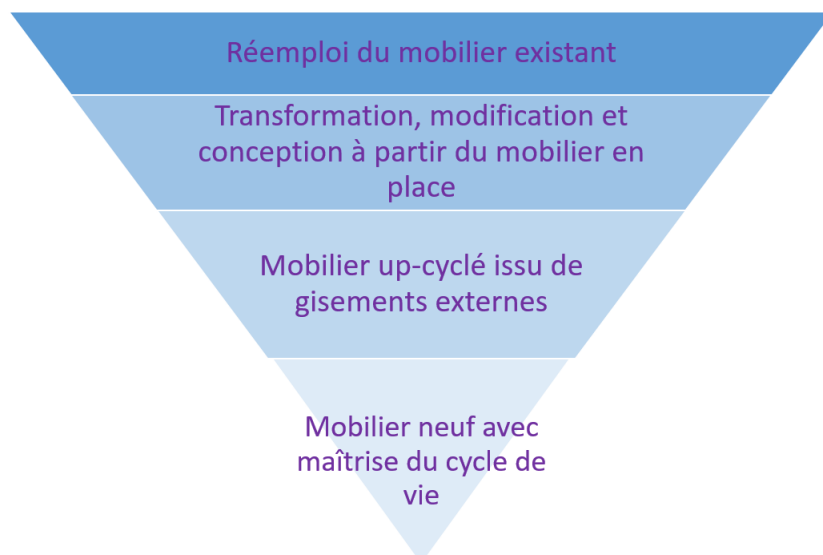 Réemploi du mobilier existant
Transformation, modification et
conception à partir du mobilier en
place
Mobilier up-cyclé issu de
gisements externes
Mobilier neuf avec
maîtrise du cycle de
vie